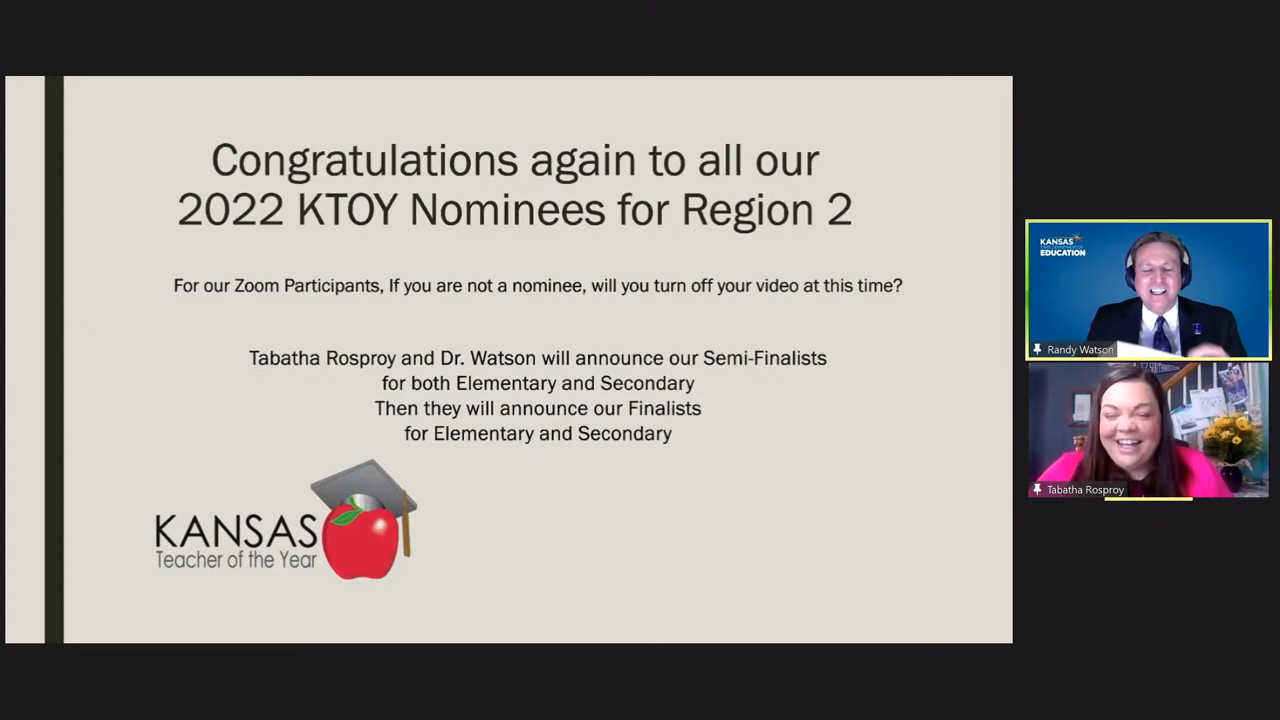 Congratulations again to all our
2022 KTOY Nominees for Region 2
For our Zoom Participants, If you are not a nominee, will you turn off your video at this time?
Tabatha Rosproy and Dr. Watson will announce our Semi-Finalists
for both Elementary and Secondary
Then they will announce our Finalists
for Elementary and Secondary
KANSAS
Teacher of the Year
KANSAS
STATE DEPARTMENT OF
EDUCATION
Randy Watson
Tabatha Rosproy